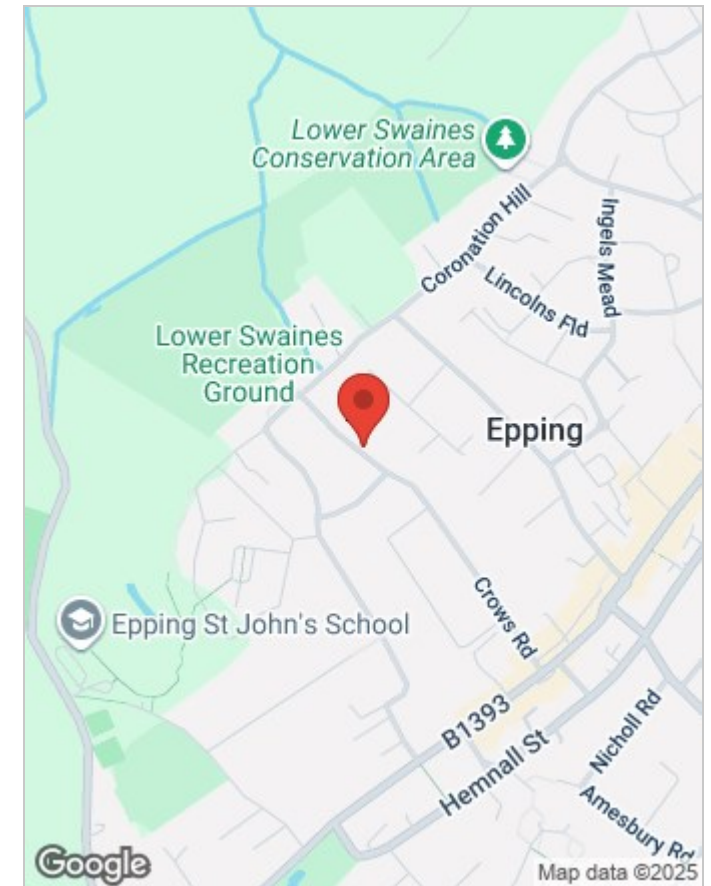 Lower Swaines
Conservation Area
Coronation Hill
Ingels Mead
Lincolns Fld
Lower Swaines
Recreation
Ground
Epping
Epping St John's School
Crows Rd
B1393
Hemnall St
Nicholl Rd
Amesbury Rd
Google
Map data ©2025